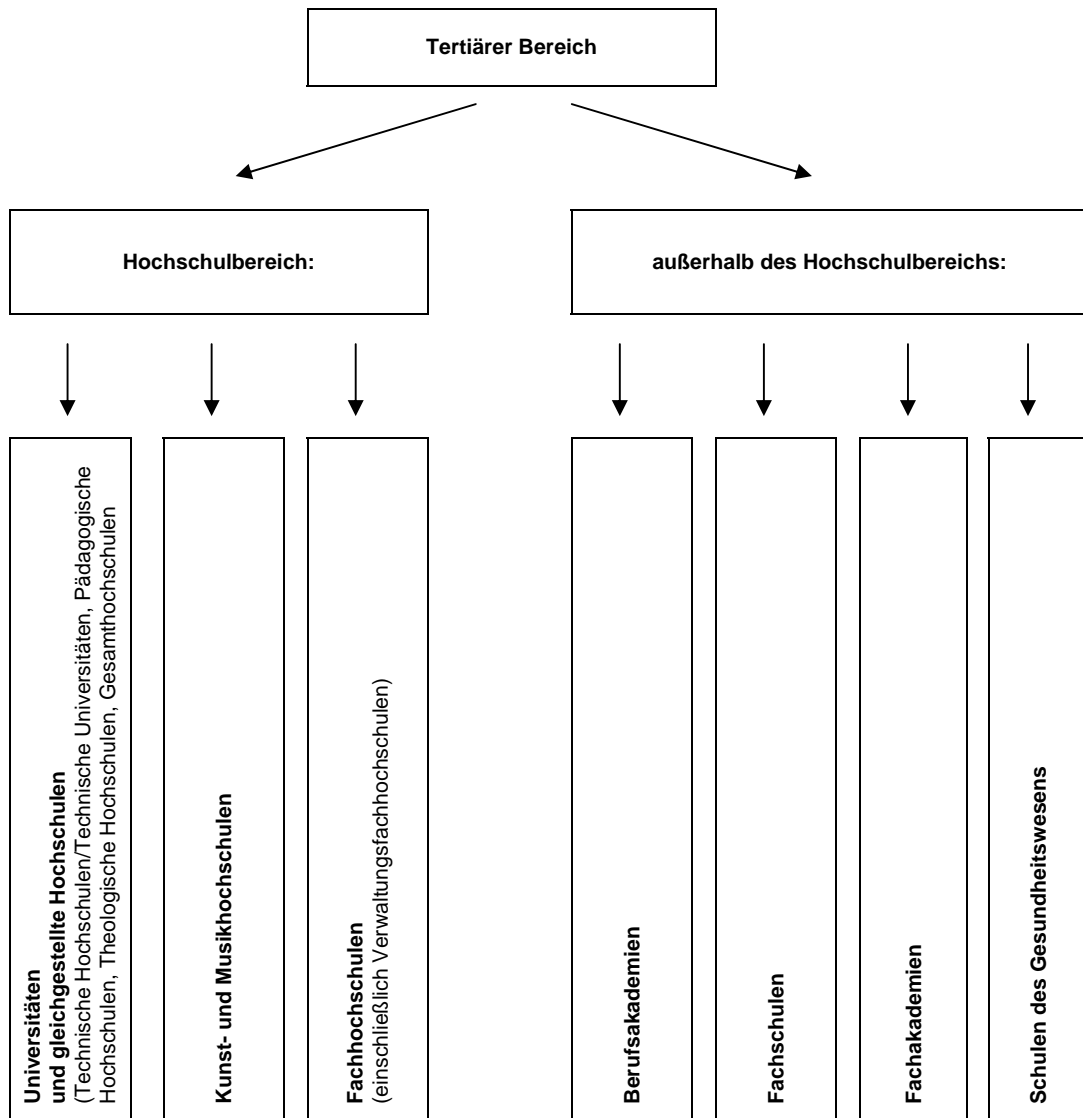 Tertiärer Bereich
Hochschulbereich:
außerhalb des Hochschulbereichs:
Universitäten
und gleichgestellte Hochschulen
(Technische Hochschulen/Technische Universitäten, Pädagogische
Hochschulen, Theologische Hochschulen, Gesamthochschulen
Kunst- und Musikhochschulen
Fachhochschulen
(einschließlich Verwaltungsfachhochschulen)
Berufsakademien
Fachschulen
Fachakademien
Schulen des Gesundheitswesens